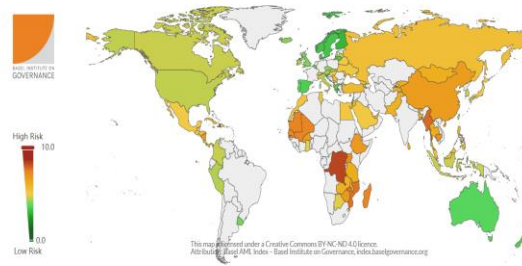 BASEL INSTITUTE ON
GOVERNANCE
High Risk
10.0
0.0
Low Risk
This map is licensed under a Creative Commons BY-NC-ND 4.0 licence.
Attribution: Basel AML Index – Basel Institute on Governance, index.baselgovernance.org